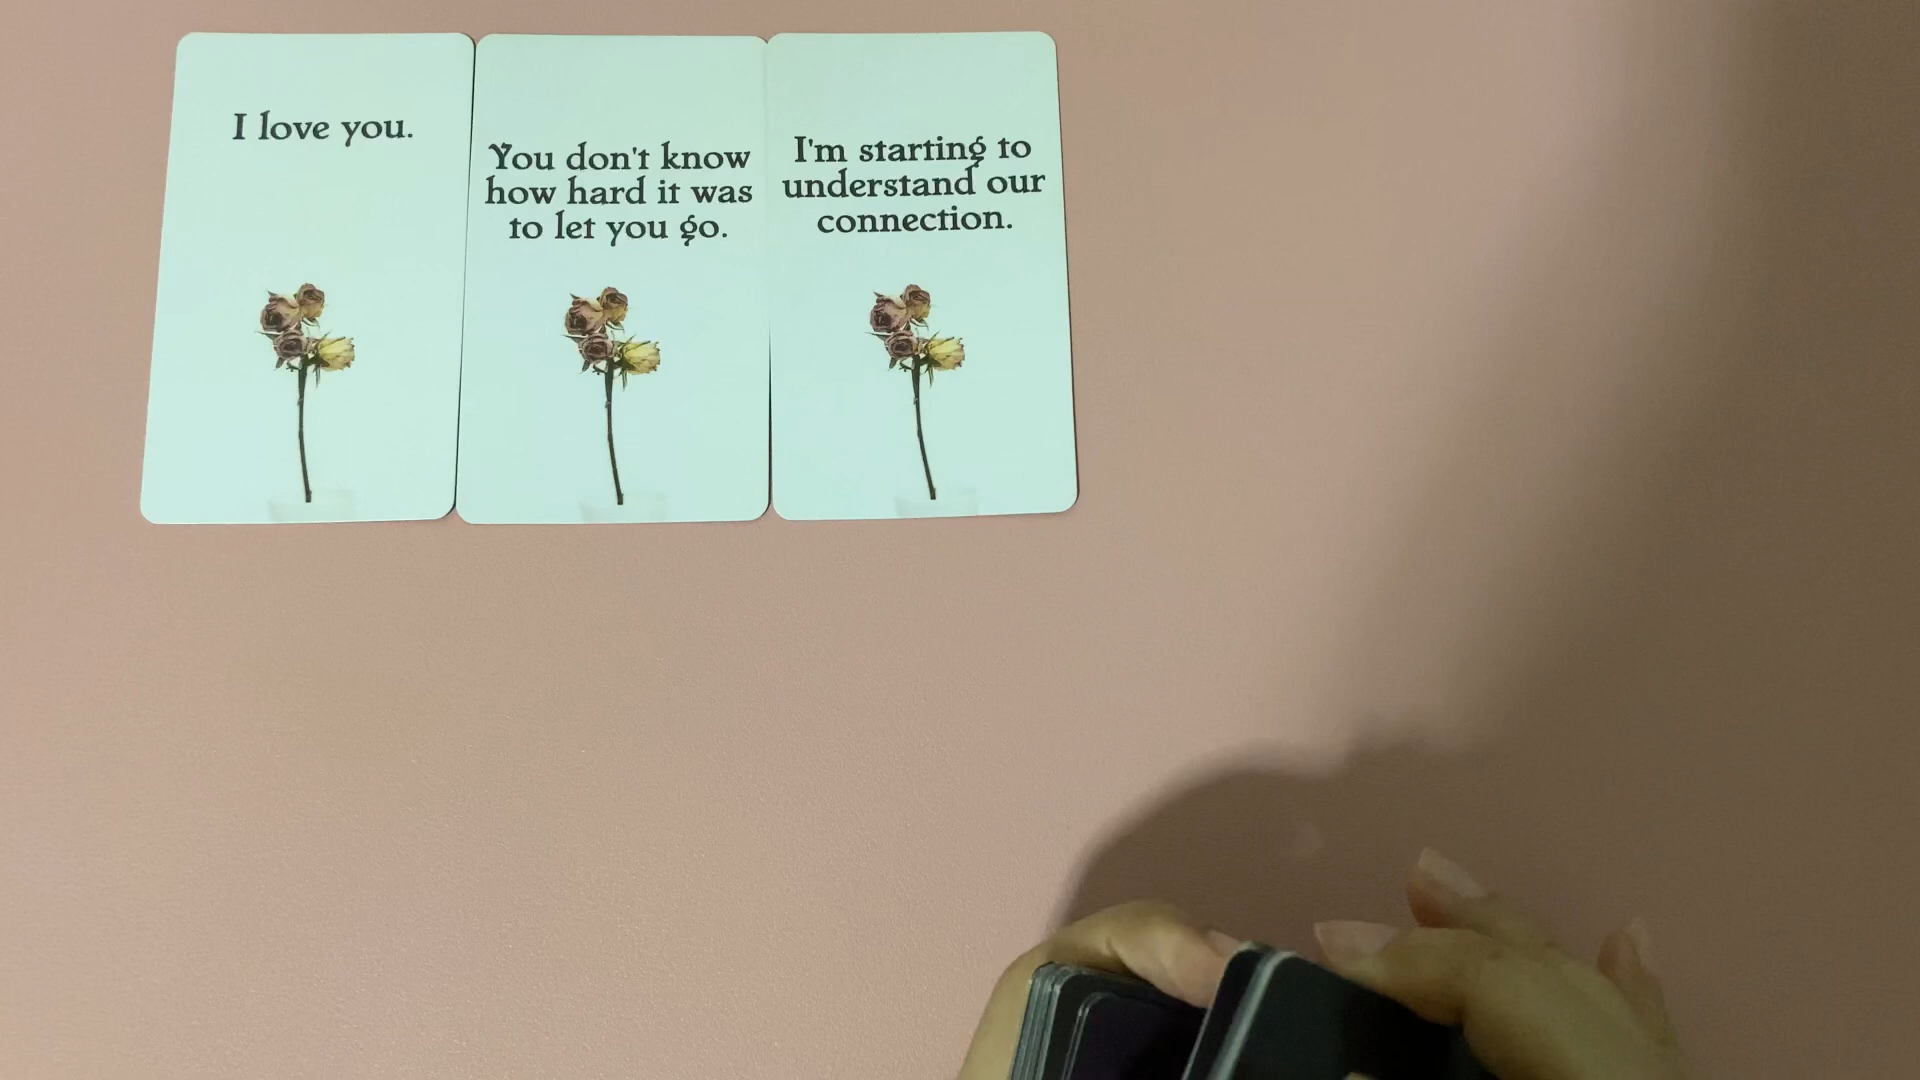 I love you.
You don't know
how hard it was
to let you go.
I'm starting to
understand our
connection.